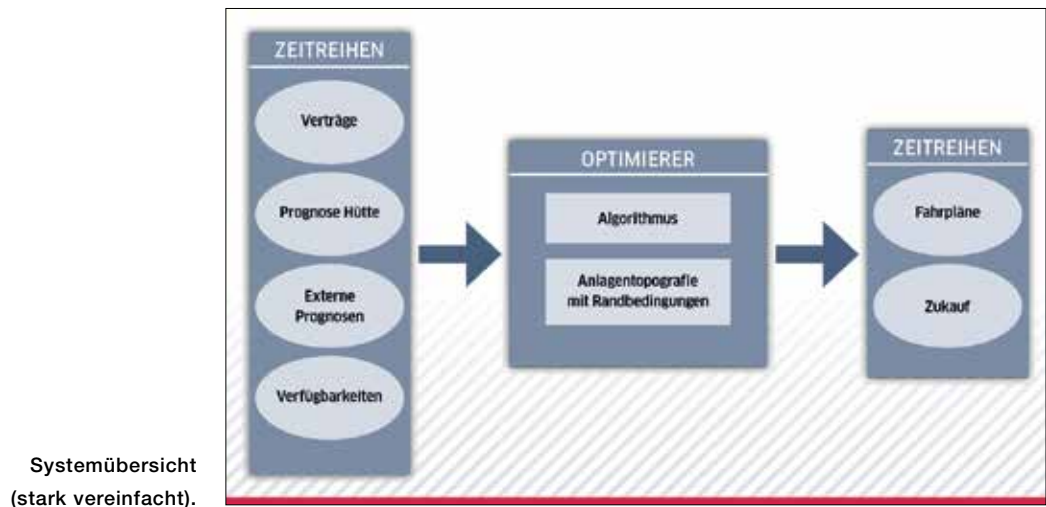 ZEITREIHEN
Verträge
Prognose Hütte
Externe
Prognosen
Verfügbarkeiten
OPTIMIERER
Algorithmus
Anlagentopografie
mit Randbedingungen
ZEITREIHEN
Fahrpläne
Zukauf
Systemübersicht
(stark vereinfacht).